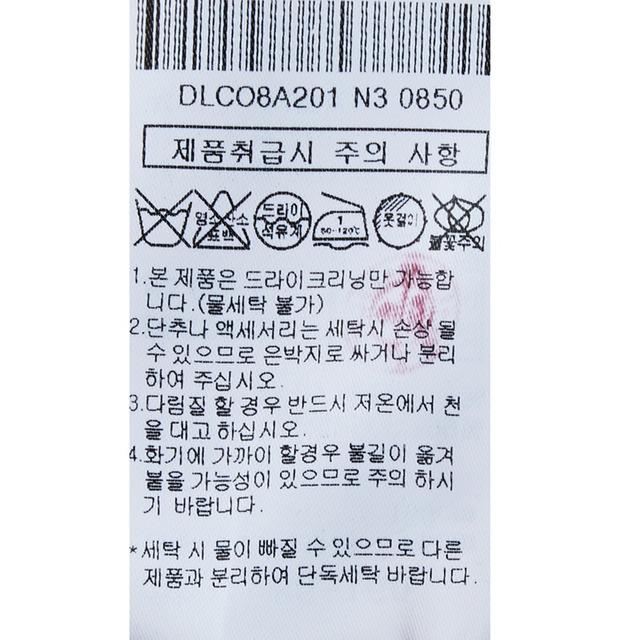 DLCO8A201 N3 0850
제품취급시 주의 사항
염소산소 표백
드라이 석유계
1 80~120℃
옷걸이
불꽃주의
1.본 제품은 드라이크리닝만 가능합
니다.(물세탁 불가)
2.단추나 액세서리는 세탁시 손상 될
수 있으므로 은박지로 싸거나 분리
하여 주십시오.
3.다림질 할 경우 반드시 저온에서 천
을 대고 하십시오.
4.화기에 가까이 할경우 불길이 옮겨
붙을 가능성이 있으므로 주의 하시
기 바랍니다.
*세탁 시 물이 빠질 수 있으므로 다른
제품과 분리하여 단독세탁 바랍니다.